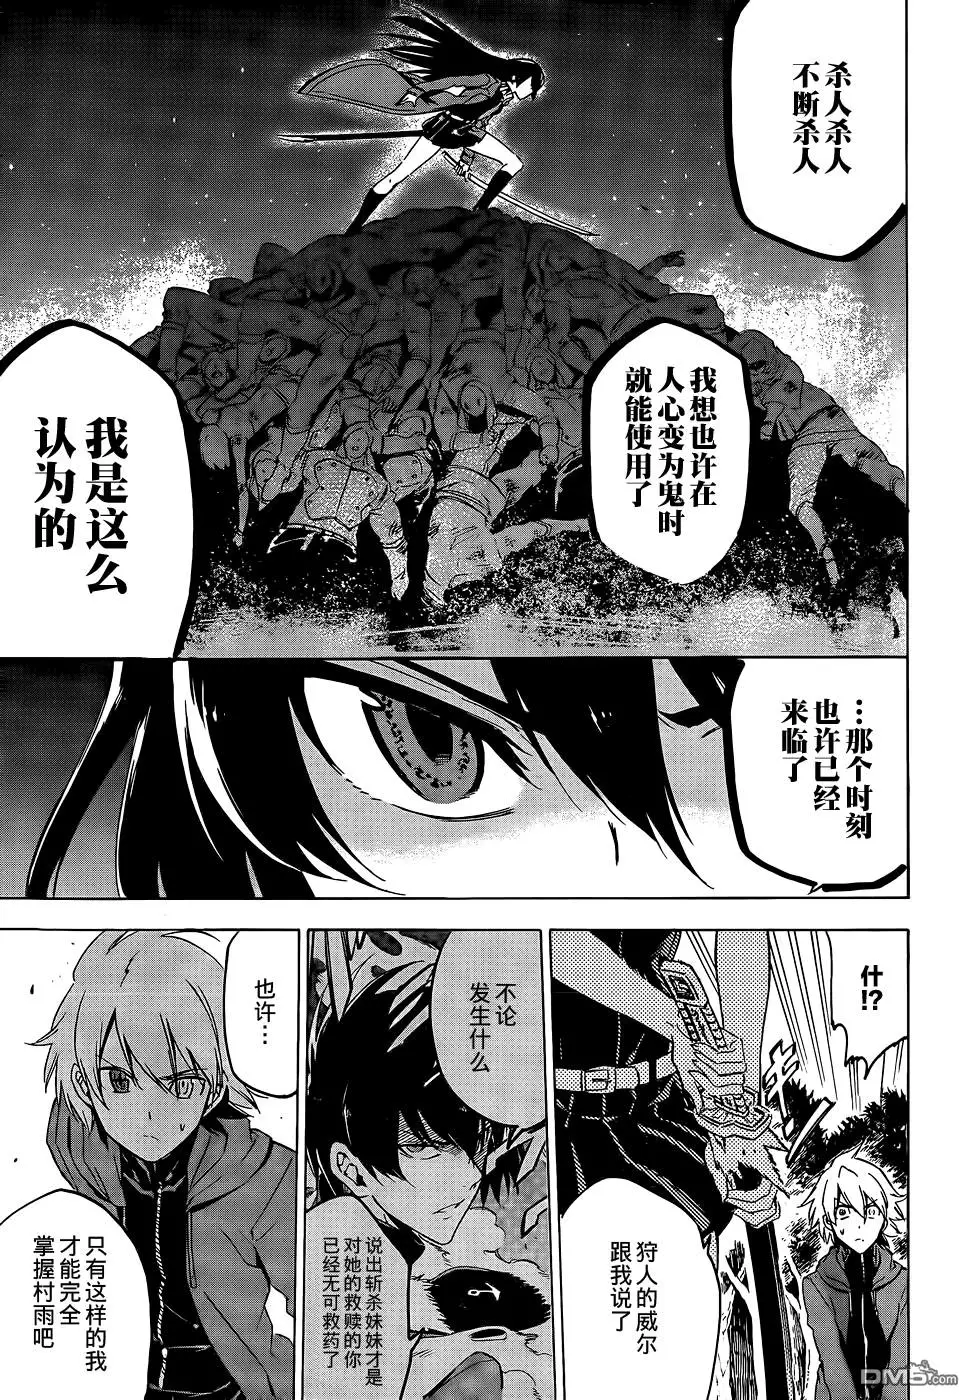 杀人杀人
不断杀人
我想也许在
人心变为鬼时
就能使用了
我是这么
认为的
…那个时刻
也许已经
来临了
什!?
狩人的威尔
跟我说了
不论
发生什么
说出斩杀妹妹才是
对她的救赎的你
已经无可救药了
也许…
只有这样的我
才能完全
掌握村雨吧
DM5.com